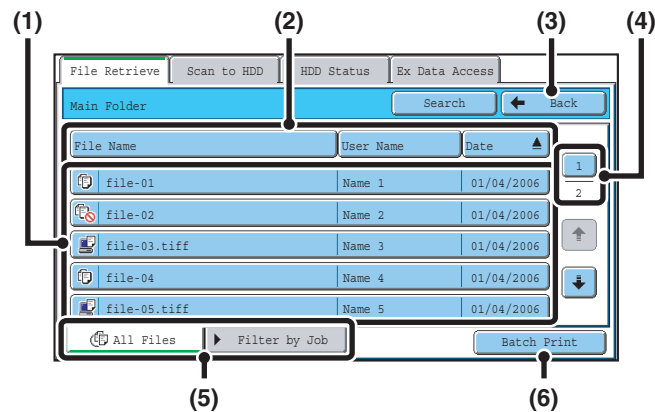 (1) (2) (3) (4)
File Retrieve Scan to HDD HDD Status Ex Data Access
Main Folder Search Back
File Name User Name Date
1
2
file-01 Name 1 01/04/2006
file-02 Name 2 01/04/2006
file-03.tiff Name 3 01/04/2006
file-04 Name 4 01/04/2006
file-05.tiff Name 5 01/04/2006
All Files Filter by Job Batch Print
(5) (6)